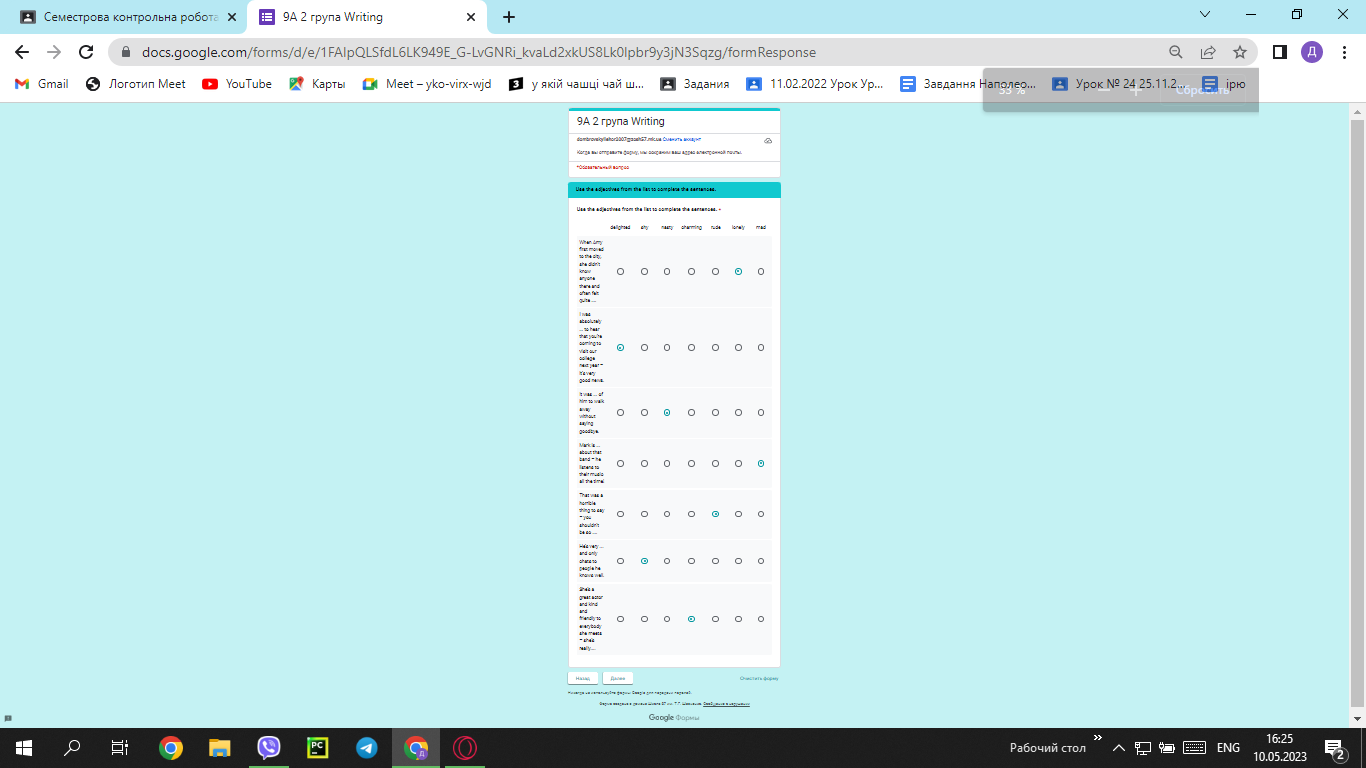 Семестрова контрольна робота
9А 2 група Writing
docs.google.com/forms/d/e/1FAIpQLSfdL6LK949E_G-LvGNRi_kvaLd2xkUS8Lk0lpbr9y3jN3Sqzg/formResponse
Д
Gmail
Логотип Meet
YouTube
Карты
Meet – yko-virx-wjd
у якій чашці чай ш...
Задания
11.02.2022 Урок Ур...
Завдання Наполео...
Урок № 24 25.11.2...
ірю
33 %
Сбросить
9А 2 група Writing
Сменить аккаунт
Когда вы отправите форму, мы сохраним ваш адрес электронной почты.
*Обязательный вопрос
Use the adjectives from the list to complete the sentences.
Use the adjectives from the list to complete the sentences. *
delighted shy nasty charming rude lonely mad
When Amy
first moved
to the city,
she didn't
know
anyone
there and
often felt
quite ....
I was
absolutely
... to hear
that you're
coming to
visit our
college
next year –
it's very
good news.
It was ... of
him to walk
away
without
saying
goodbye.
Mark is ...
about that
band – he
listens to
their music
all the time!
That was a
horrible
thing to say
– you
shouldn't
be so ....
He's very ...
and only
chats to
people he
knows well.
She's a
great actor
and kind
and
friendly to
everybody
she meets
– she's
really....
Назад
Далее
Очистить форму
Никогда не используйте формы Google для передачи паролей.
Сообщение о нарушении
Google Формы
Рабочий стол
ENG
16:25
10.05.2023
2